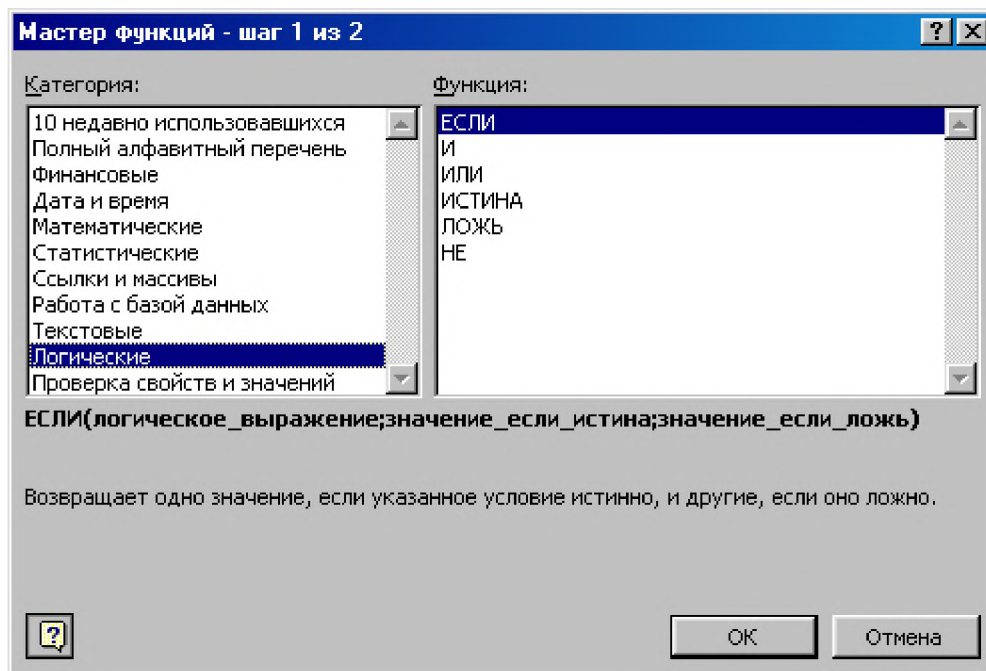 Мастер функций - шаг 1 из 2
Категория:
10 недавно использовавшихся
Полный алфавитный перечень
Финансовые
Дата и время
Математические
Статистические
Ссылки и массивы
Работа с базой данных
Текстовые
Логические
Проверка свойств и значений
Функция:
ЕСЛИ
И
ИЛИ
ИСТИНА
ЛОЖЬ
НЕ
ЕСЛИ(логическое_выражение;значение_если_истина;значение_если_ложь)
Возвращает одно значение, если указанное условие истинно, и другие, если оно ложно.
ОК
Отмена